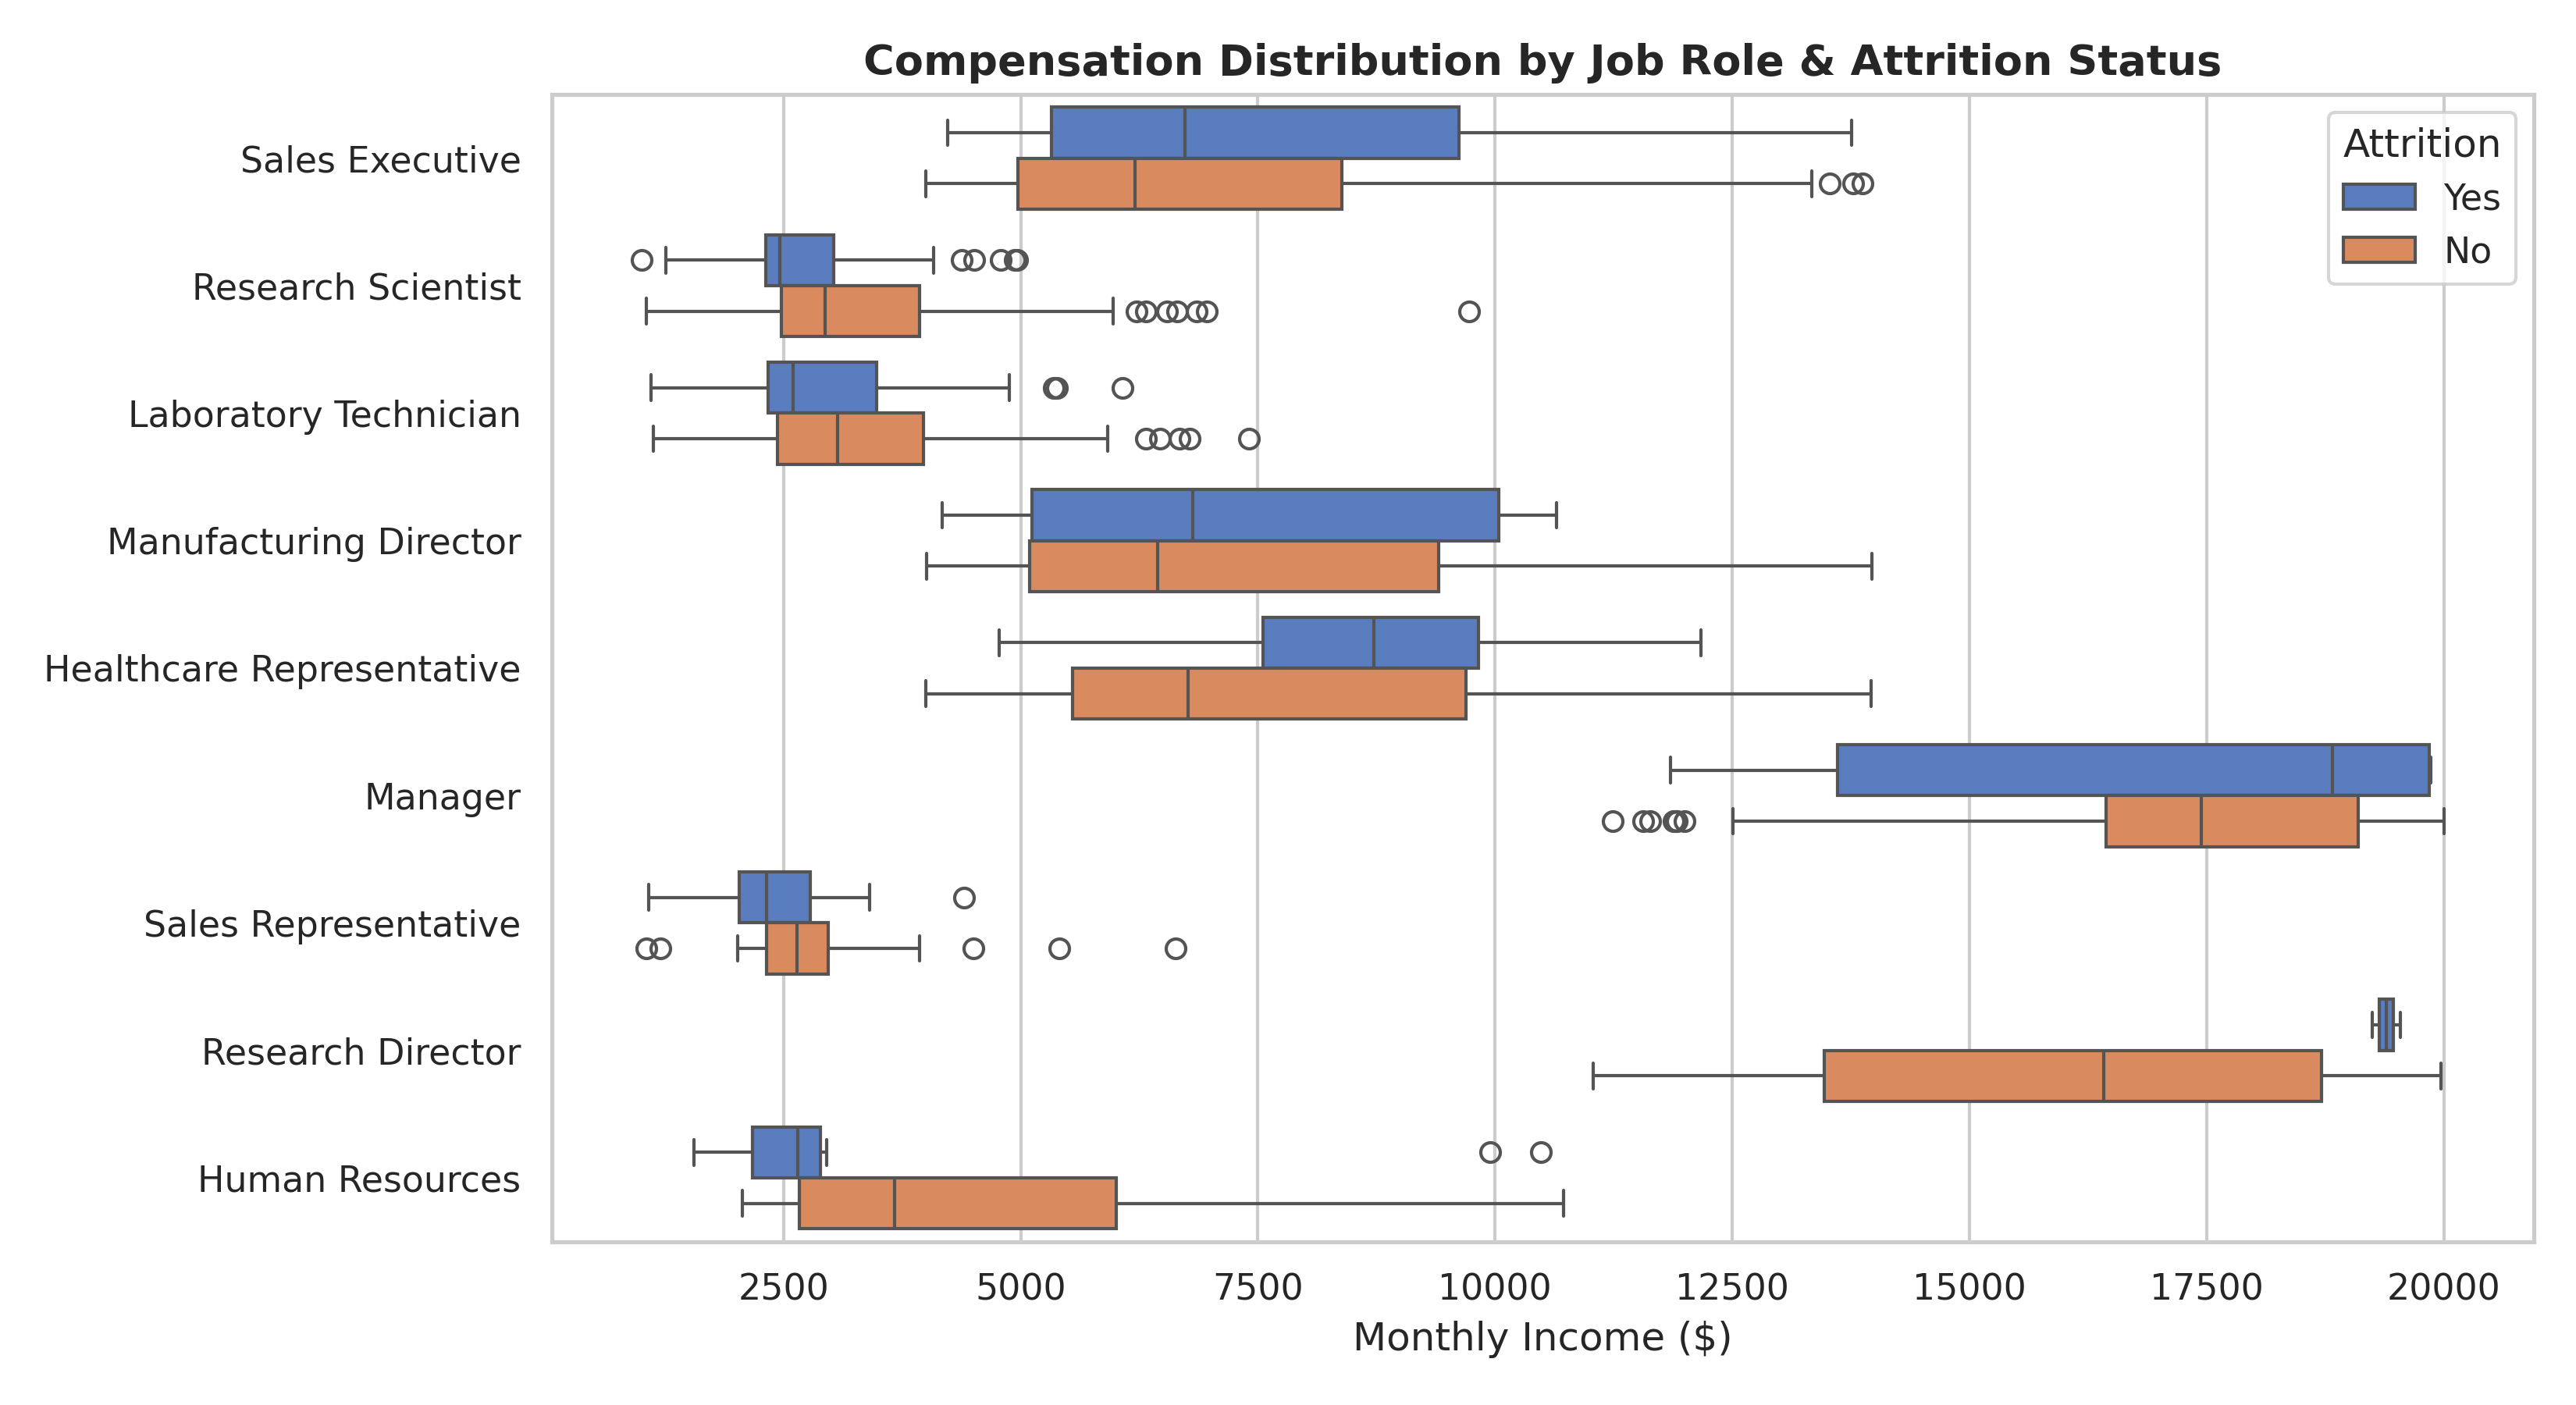 Compensation Distribution by Job Role & Attrition Status
Attrition
Yes
No
Sales Executive
Research Scientist
Laboratory Technician
Manufacturing Director
Healthcare Representative
Manager
Sales Representative
Research Director
Human Resources
2500 5000 7500 10000 12500 15000 17500 20000
Monthly Income ($)